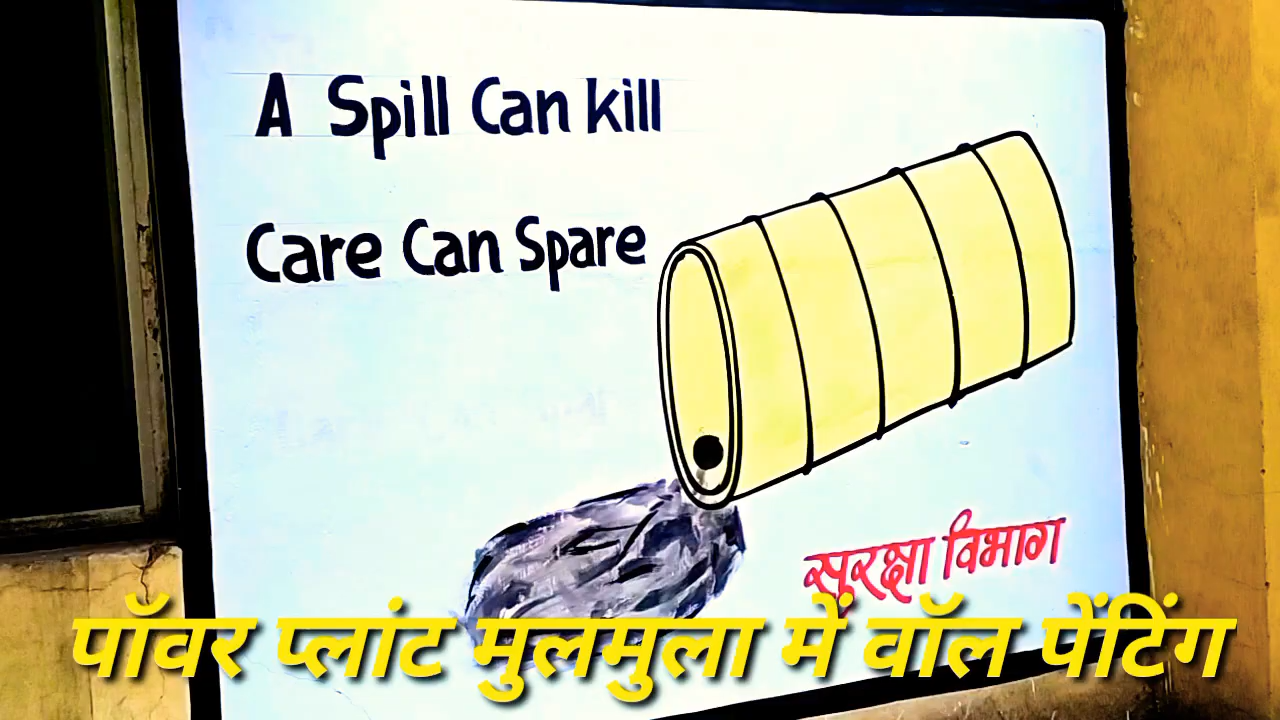 A Spill Can kill
Care Can Spare
सुरक्षा विभाग
पॉवर प्लांट मुलमुला में वॉल पेंटिंग